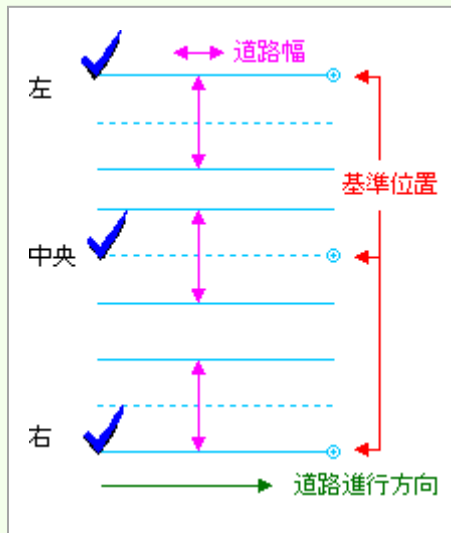 道路幅
左
基準位置
中央
右
道路進行方向